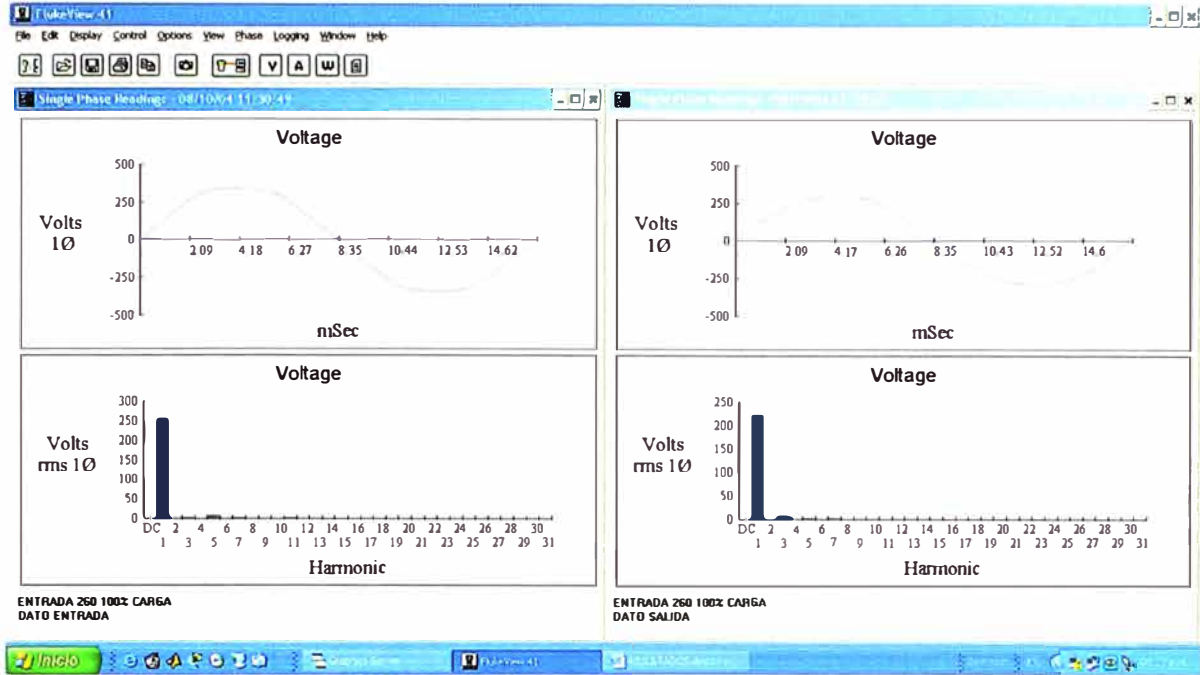 FlukeView 41
File Edit Display Control Options View Phase Logging Window Help
V A W
Single Phase Readings - 08/10/04 11:30:49
Voltage
500
250
0
-250
-500
Volts
1Ø
2.09 4.18 6.27 8.35 10.44 12.53 14.62
mSec
Voltage
300
250
200
150
100
50
0
Volts
rms 1Ø
DC 2 4 6 8 10 12 14 16 18 20 22 24 26 28 30
1 3 5 7 9 11 13 15 17 19 21 23 25 27 29 31
Harmonic
ENTRADA 260 100% CARGA
DATO ENTRADA
Voltage
500
250
0
-250
-500
Volts
1Ø
2.09 4.17 6.26 8.35 10.43 12.52 14.6
mSec
Voltage
250
200
150
100
50
0
Volts
rms 1Ø
DC 2 4 6 8 10 12 14 16 18 20 22 24 26 28 30
1 3 5 7 9 11 13 15 17 19 21 23 25 27 29 31
Harmonic
ENTRADA 260 100% CARGA
DATO SALIDA
Inicio
FlukeView 41